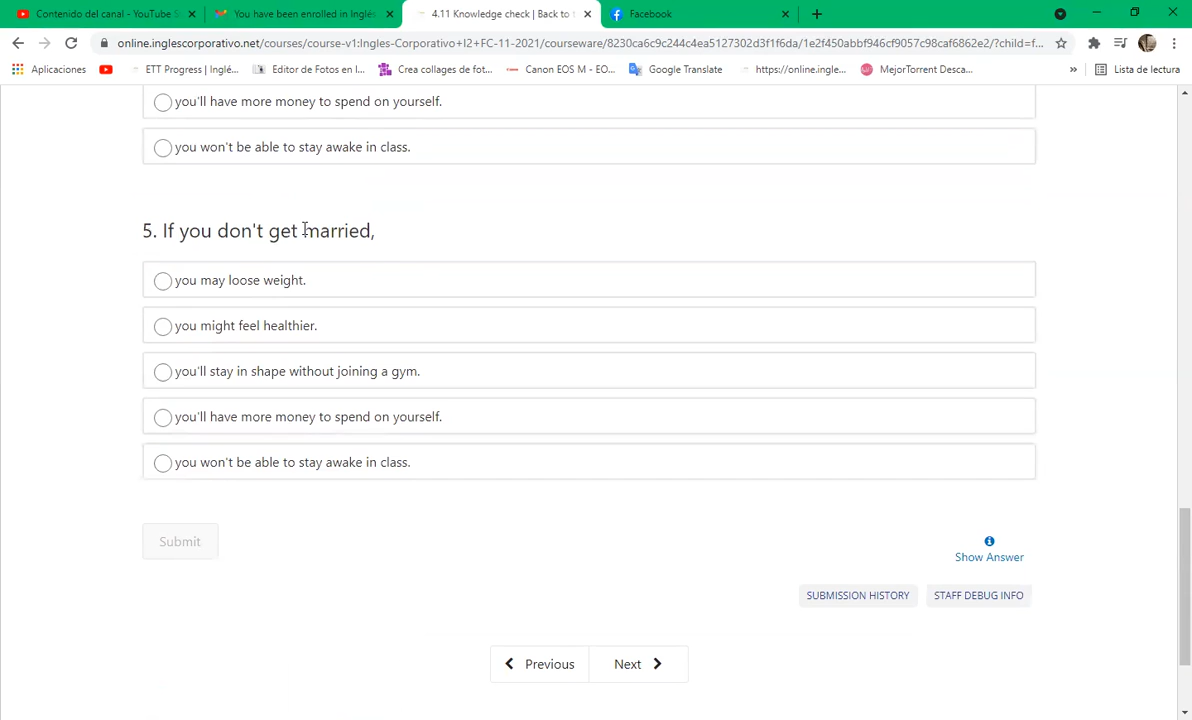 Contenido del canal - YouTube S
You have been enrolled in Inglés
4.11 Knowledge check | Back to
Facebook
online.inglescorporativo.net/courses/course-v1:Ingles-Corporativo+I2+FC-11-2021/courseware/8230ca6c9c244c4ea5127302d3f1f6da/1e2f450abbf946cf9057c98caf6862e2/?child=f...
Aplicaciones
ETT Progress | Inglé...
Editor de Fotos en l...
Crea collages de fot...
Canon EOS M - EO...
Google Translate
https://online.ingle...
MejorTorrent Desca...
»
Lista de lectura
you'll have more money to spend on yourself.
you won't be able to stay awake in class.
5. If you don't get married,
you may loose weight.
you might feel healthier.
you'll stay in shape without joining a gym.
you'll have more money to spend on yourself.
you won't be able to stay awake in class.
Submit
Show Answer
SUBMISSION HISTORY
STAFF DEBUG INFO
Previous
Next